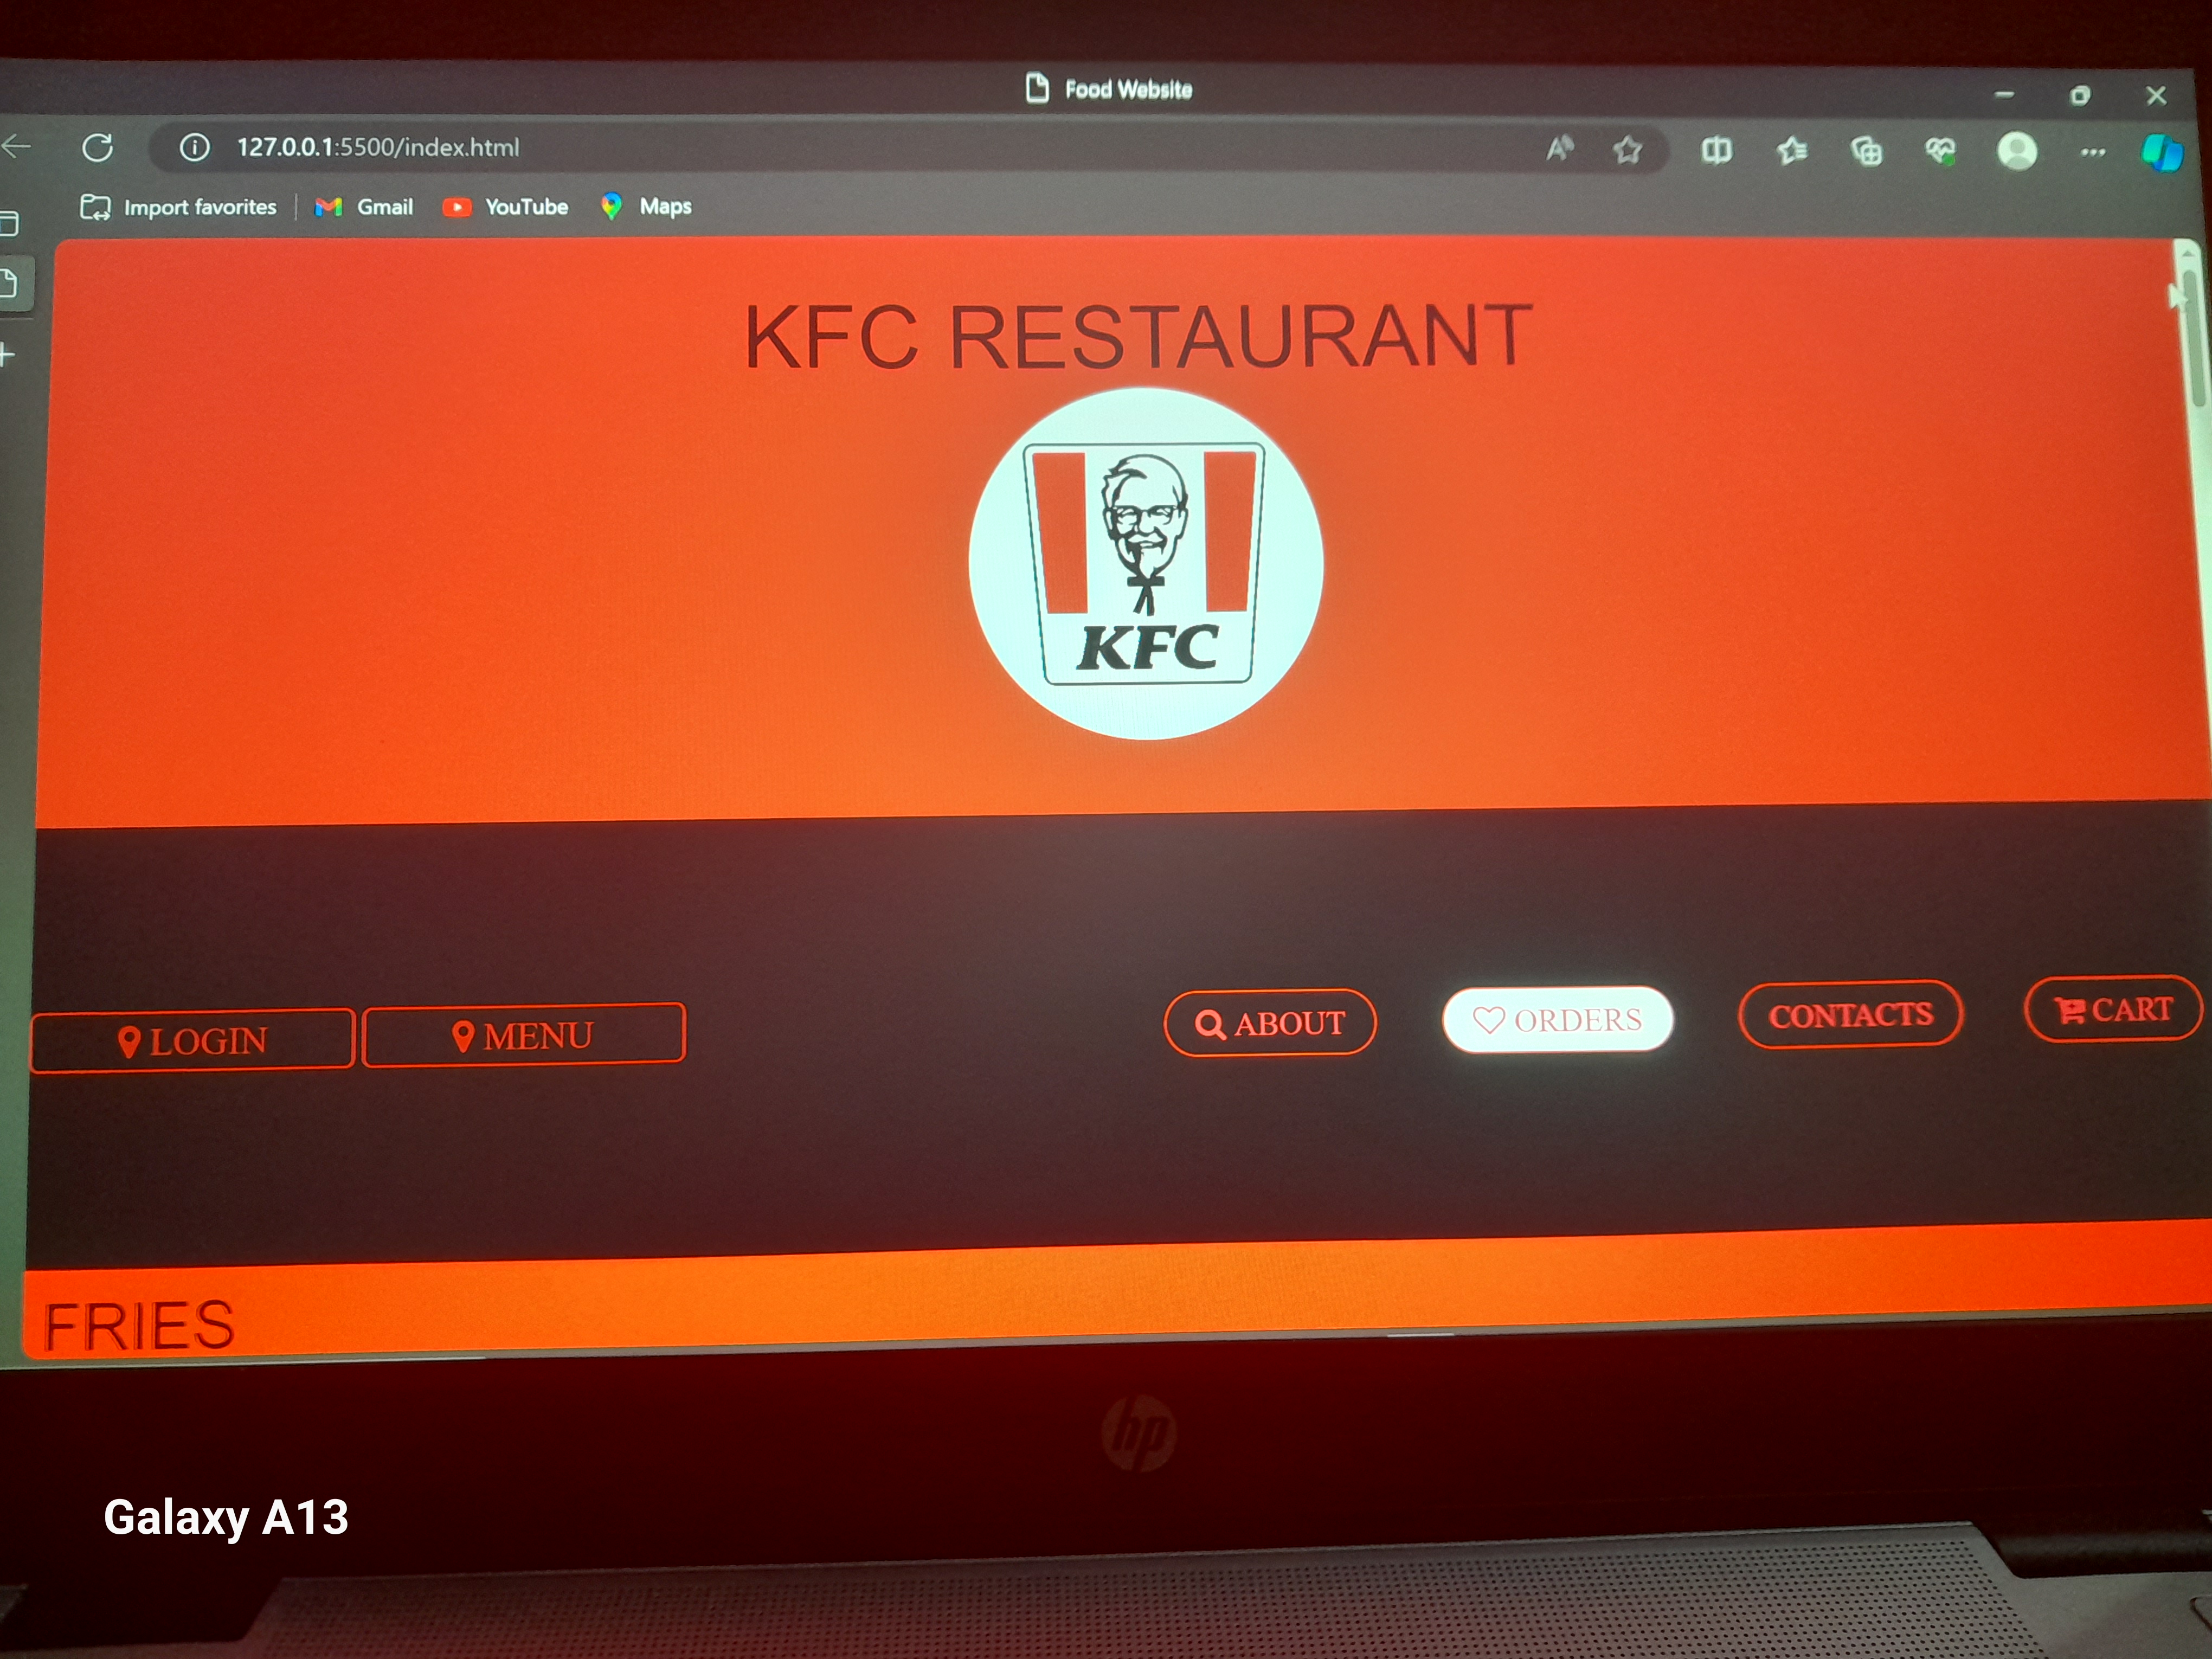 Food Website
127.0.0.1:5500/index.html
Import favorites Gmail YouTube Maps
KFC RESTAURANT
KFC
LOGIN MENU ABOUT ORDERS CONTACTS CART
FRIES
hp
Galaxy A13